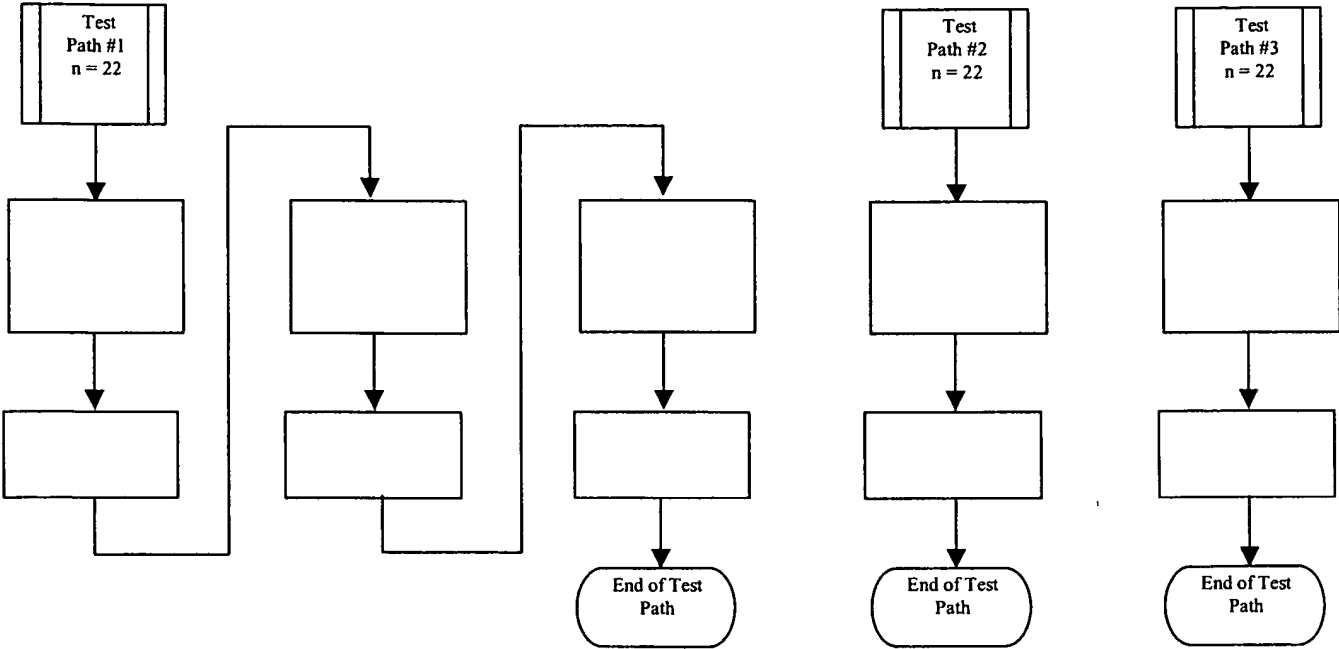 Test
Path #1
n = 22
Test
Path #2
n = 22
Test
Path #3
n = 22
End of Test
Path
End of Test
Path
End of Test
Path